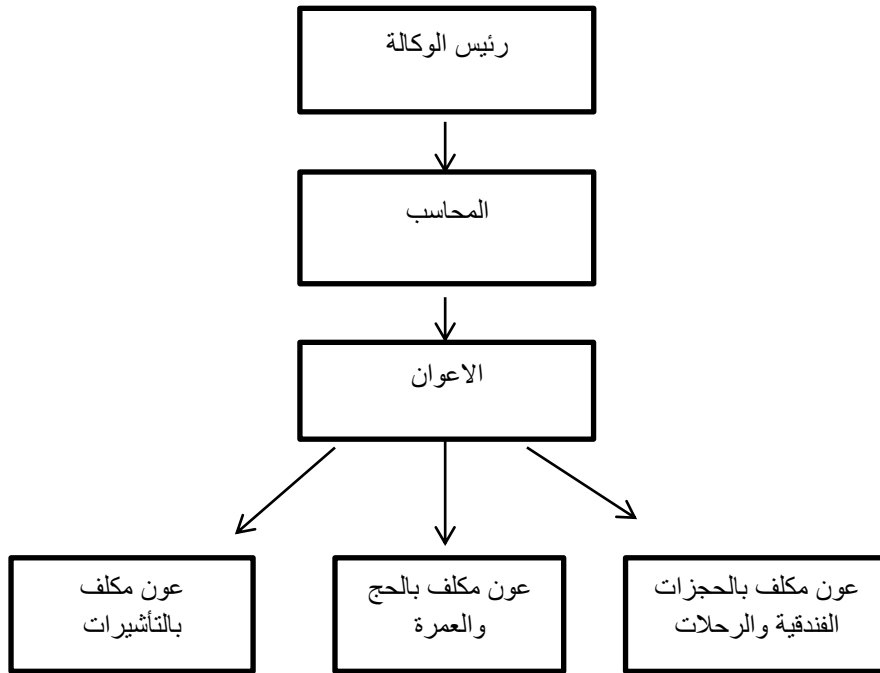 رئيس الوكالة
المحاسب
الاعوان
عون مكلف بالحجزات
الفندقية والرحلات
عون مكلف بالحج
والعمرة
عون مكلف
بالتأشيرات